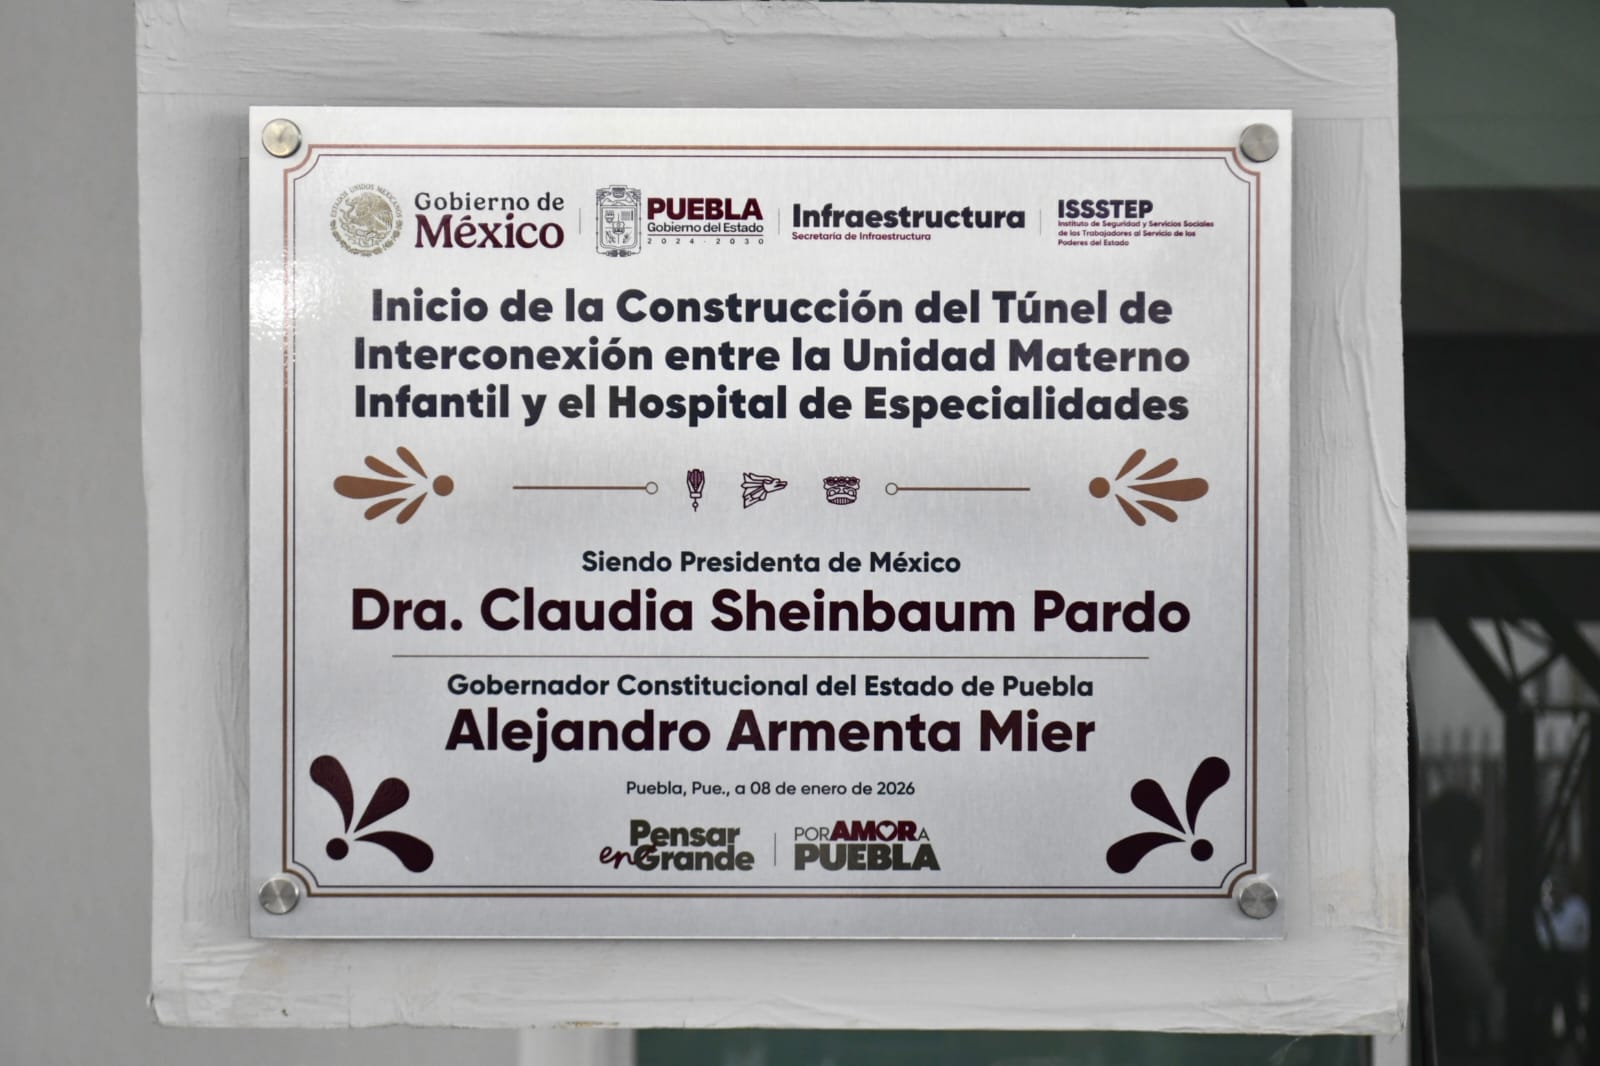 ESTADOS UNIDOS MEXICANOS
Gobierno de
México
PUEBLA
Gobierno del Estado
2024 - 2030
Infraestructura
Secretaría de Infraestructura
ISSSTEP
Instituto de Seguridad y Servicios Sociales
de los Trabajadores al Servicio de los
Poderes del Estado
Inicio de la Construcción del Túnel de
Interconexión entre la Unidad Materno
Infantil y el Hospital de Especialidades
Siendo Presidenta de México
Dra. Claudia Sheinbaum Pardo
Gobernador Constitucional del Estado de Puebla
Alejandro Armenta Mier
Puebla, Pue., a 08 de enero de 2026
Pensar
en Grande
POR AMOR A
PUEBLA